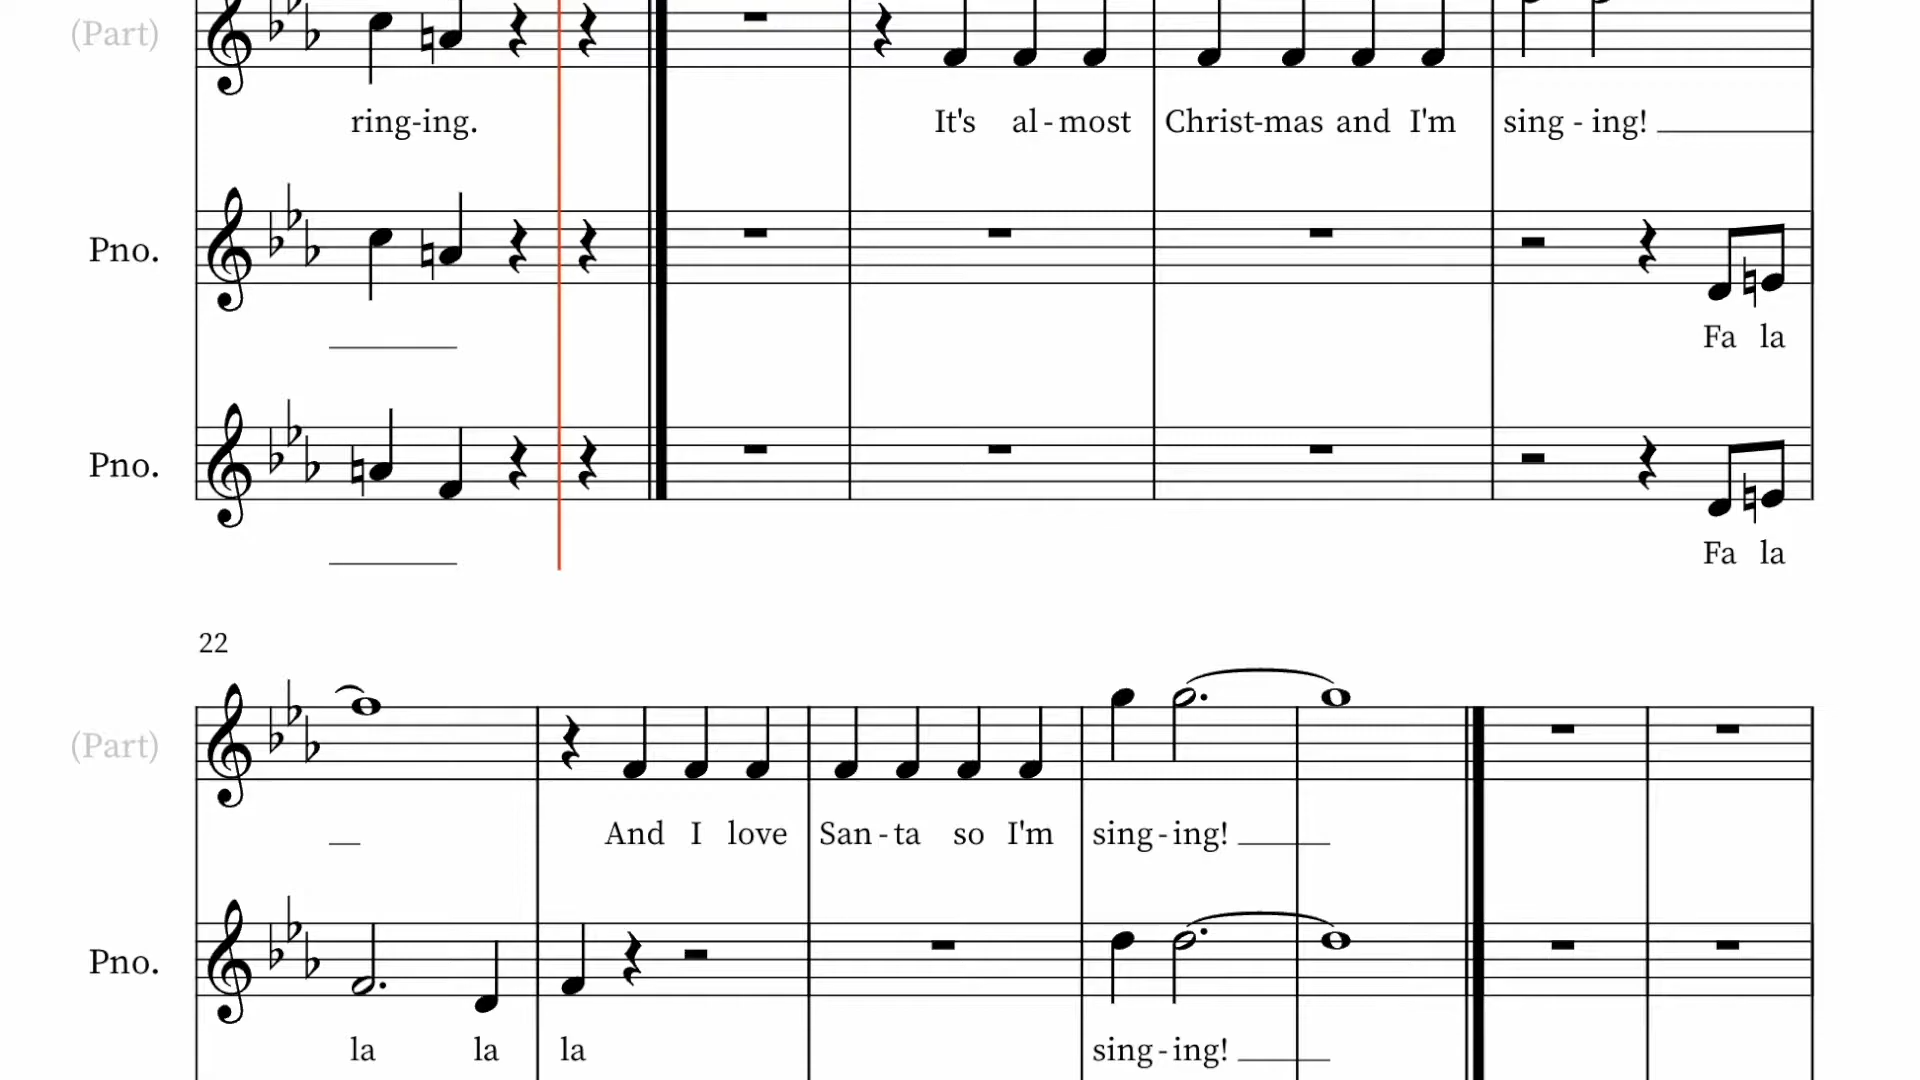 (Part)
ring-ing. It's al-most Christ-mas and I'm sing-ing!
Pno.
Fa la
Pno.
Fa la
22
(Part)
And I love San-ta so I'm sing-ing!
Pno.
la la la sing-ing!